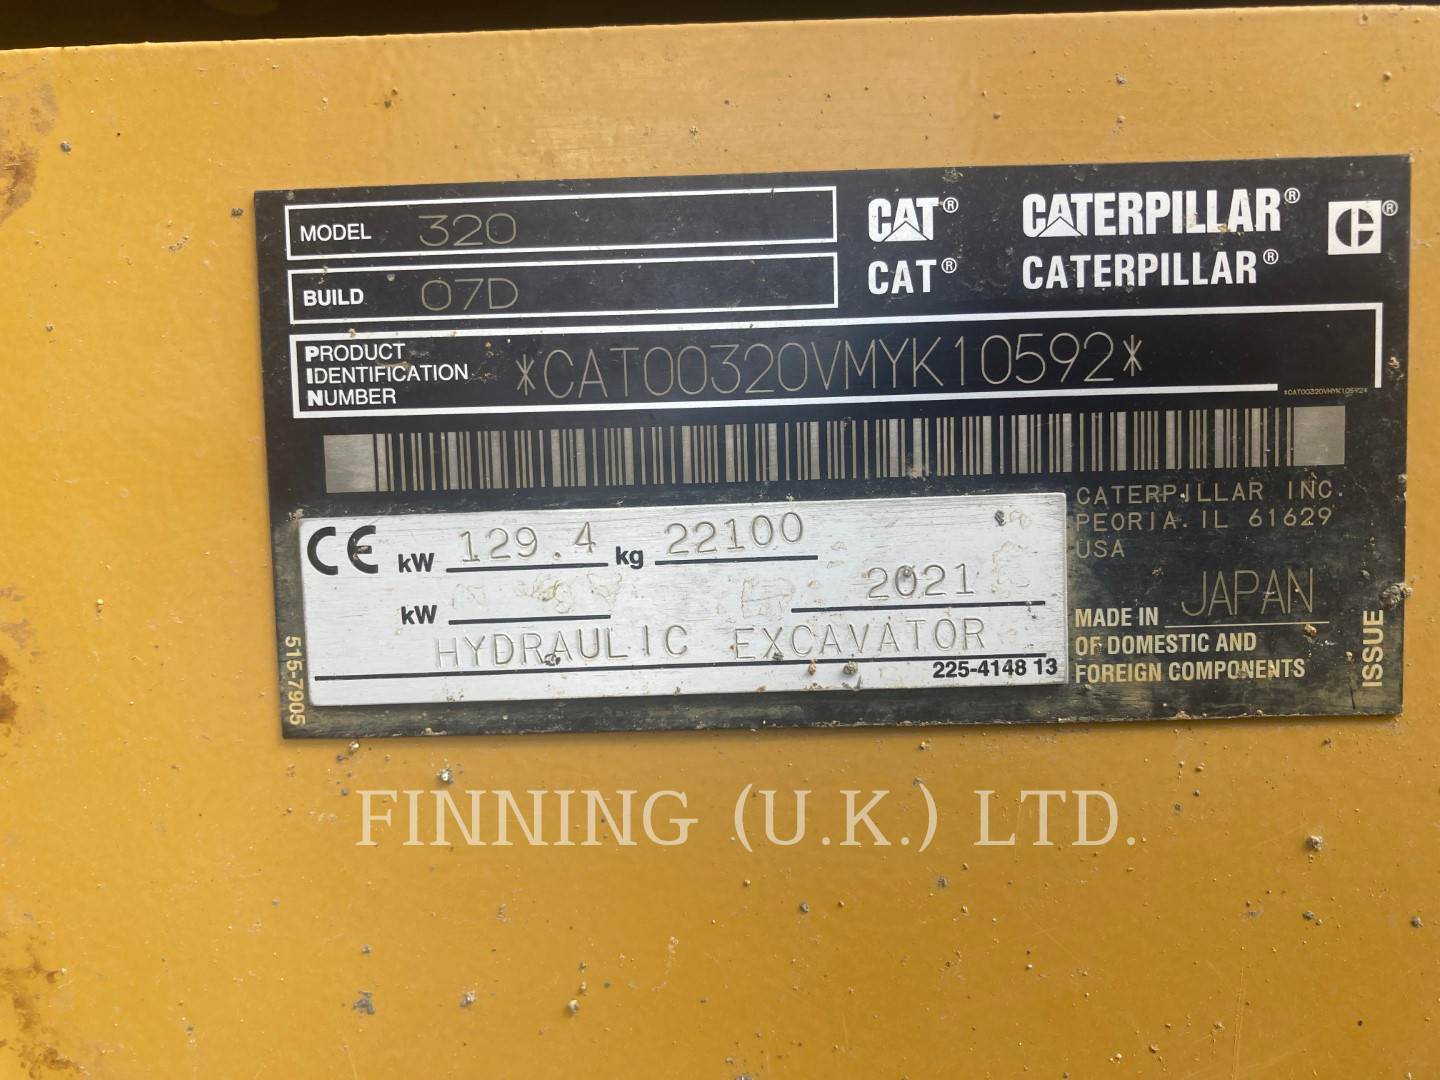 MODEL 320
BUILD 07D
CAT® CATERPILLAR® C®
CAT® CATERPILLAR®
PRODUCT
IDENTIFICATION
NUMBER
*CAT00320VMYK10592*
*CAT00320VMYK10592*
CE kW 129.4 kg 22100
kW 2021
HYDRAULIC EXCAVATOR
225-4148 13
515-7905
CATERPILLAR INC.
PEORIA. IL 61629
USA
MADE IN JAPAN
OF DOMESTIC AND
FOREIGN COMPONENTS
ISSUE
FINNING (U.K.) LTD.